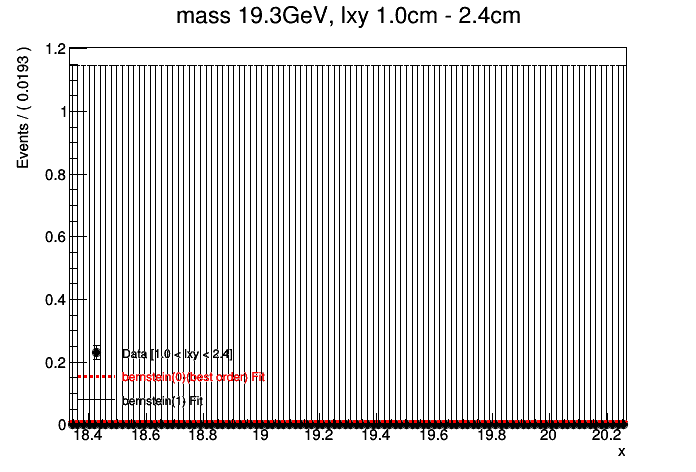 mass 19.3GeV, lxy 1.0cm - 2.4cm
Events / ( 0.0193 )
1.2
1
0.8
0.6
0.4
0.2
0
Data [1.0 < lxy < 2.4]
bernstein(0)(best order) Fit
bernstein(1) Fit
18.4 18.6 18.8 19 19.2 19.4 19.6 19.8 20 20.2
x